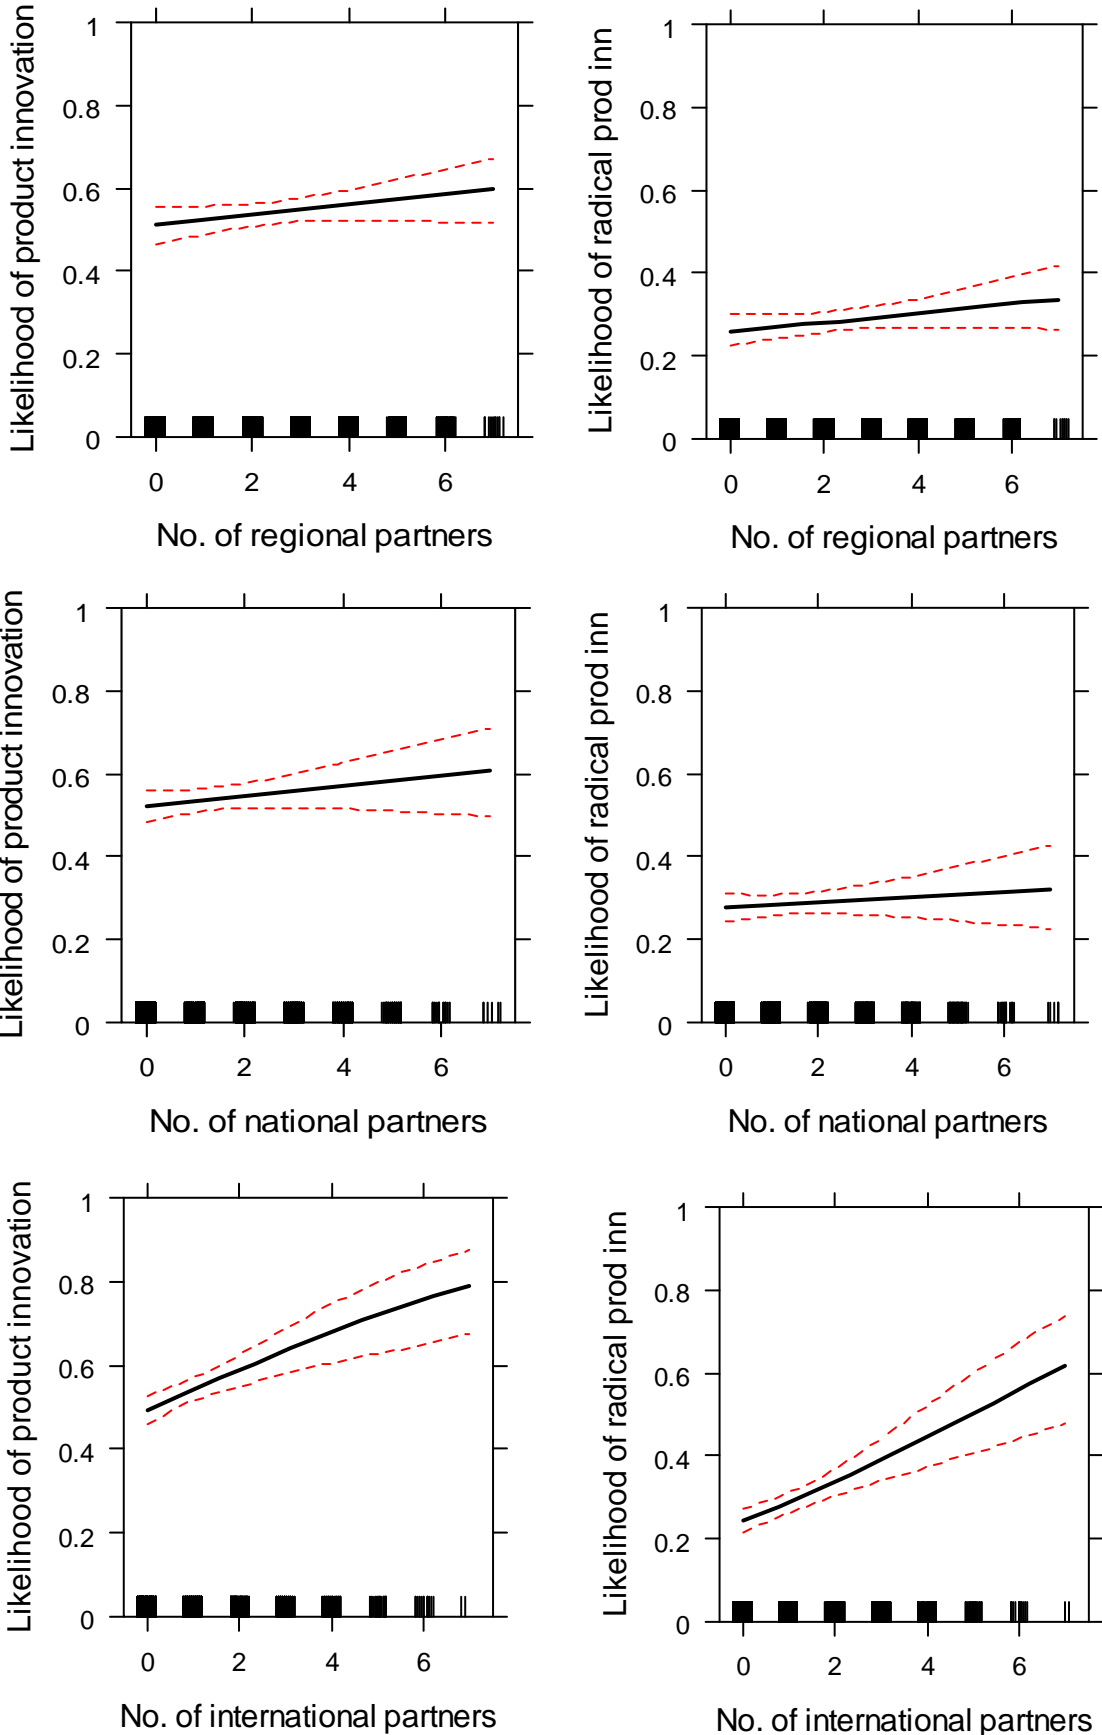 Likelihood of product innovation
1
0.8
0.6
0.4
0.2
0
0 2 4 6
No. of regional partners
Likelihood of radical prod inn
1
0.8
0.6
0.4
0.2
0
0 2 4 6
No. of regional partners
Likelihood of product innovation
1
0.8
0.6
0.4
0.2
0
0 2 4 6
No. of national partners
Likelihood of radical prod inn
1
0.8
0.6
0.4
0.2
0
0 2 4 6
No. of national partners
Likelihood of product innovation
1
0.8
0.6
0.4
0.2
0
0 2 4 6
No. of international partners
Likelihood of radical prod inn
1
0.8
0.6
0.4
0.2
0
0 2 4 6
No. of international partners